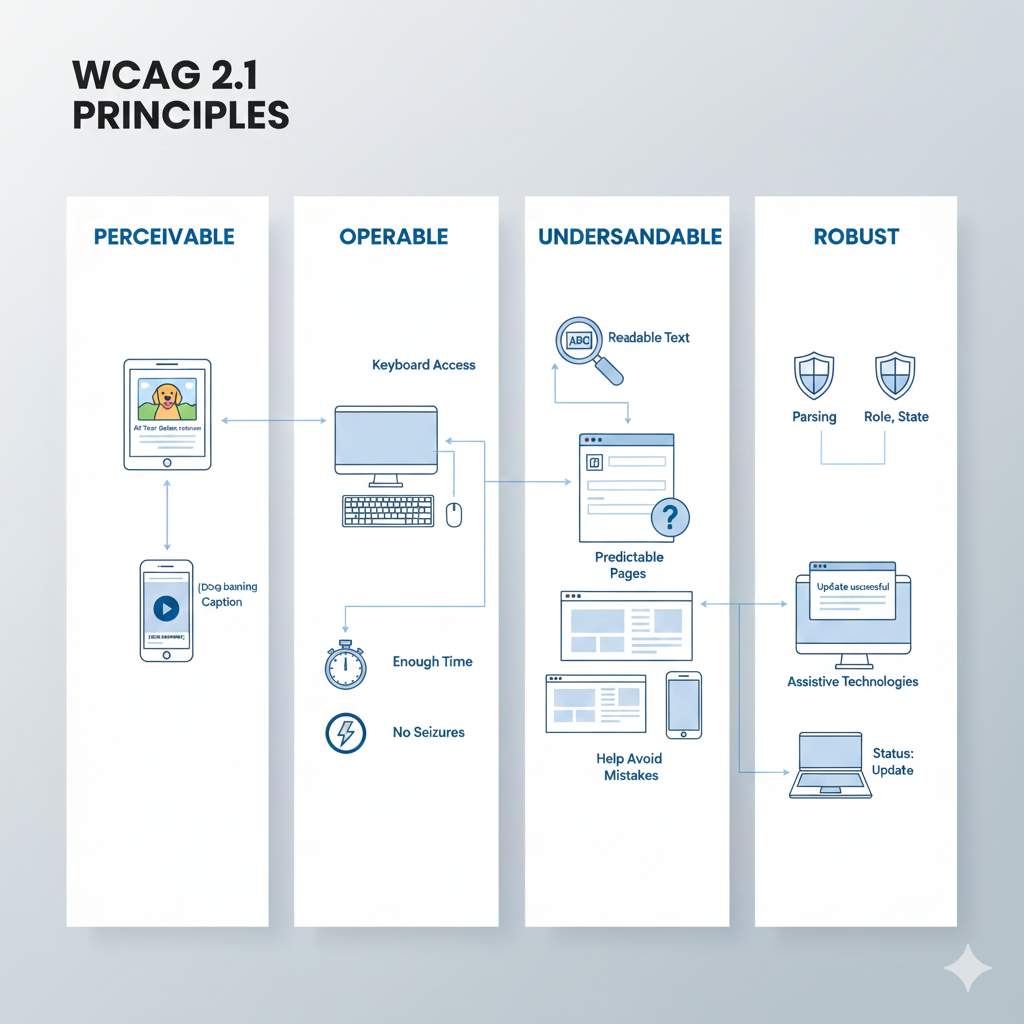 WCAG 2.1
PRINCIPLES
PERCEIVABLE
Caption
OPERABLE
Keyboard Access
Enough Time
No Seizures
UNDERSANDABLE
ABC
Readable Text
?
Predictable
Pages
Help Avoid
Mistakes
ROBUST
Parsing
Role, State
Update
Assistive Technologies
Status:
Update